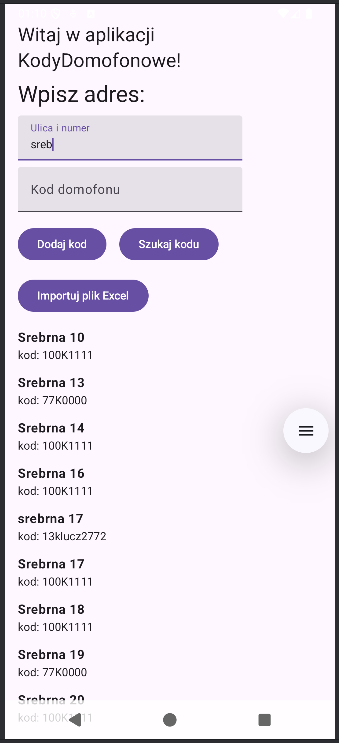 Witaj w aplikacji
KodyDomofonowe!
Wpisz adres:
Ulica i numer
sreb
Kod domofonu
Dodaj kod
Szukaj kodu
Importuj plik Excel
Srebrna 10
kod: 100K1111
Srebrna 13
kod: 77K0000
Srebrna 14
kod: 100K1111
Srebrna 16
kod: 100K1111
srebrna 17
kod: 13klucz2772
Srebrna 17
kod: 100K1111
Srebrna 18
kod: 100K1111
Srebrna 19
kod: 77K0000
Srebrna 20
kod: 100K1111